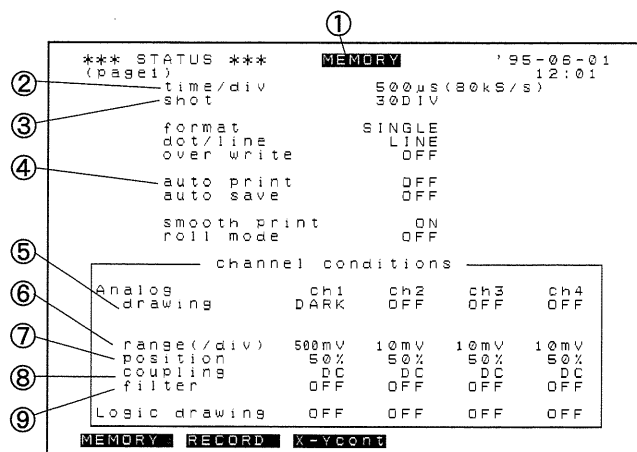 ①
*** STATUS *** MEMORY '95-06-01
(page1) 12:01
② time/div 500µs(80kS/s)
③ shot 30DIV
format SINGLE
dot/line LINE
over write OFF
④ auto print OFF
auto save OFF
smooth print ON
roll mode OFF
channel conditions
⑤ Analog ch1 ch2 ch3 ch4
drawing DARK OFF OFF OFF
⑥ range(/div) 500mV 10mV 10mV 10mV
⑦ position 50% 50% 50% 50%
⑧ coupling DC DC DC DC
⑨ filter OFF OFF OFF OFF
Logic drawing OFF OFF OFF OFF
MEMORY RECORD X-Ycont